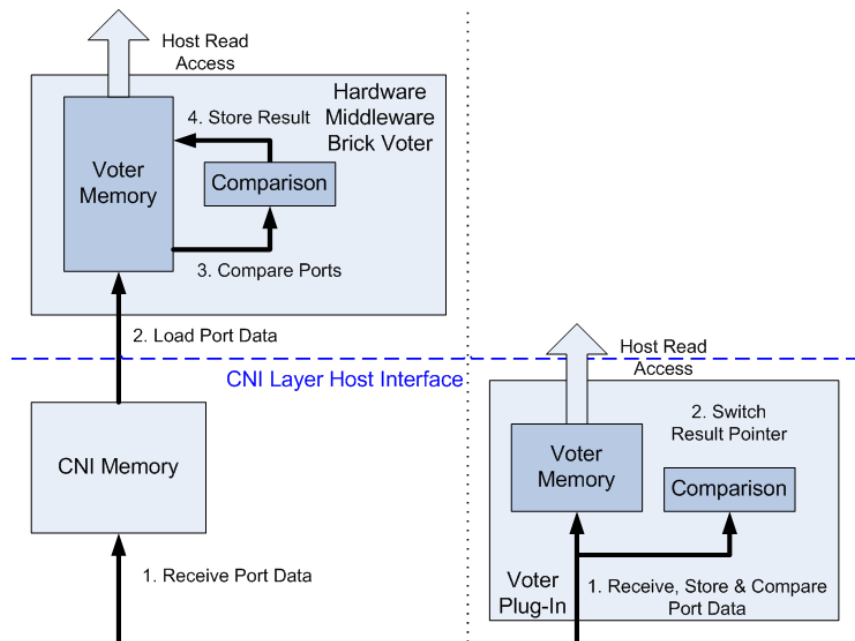 Host Read
Access
Hardware
Middleware
Brick Voter
4. Store Result
Voter
Memory
Comparison
3. Compare Ports
2. Load Port Data
CNI Layer Host Interface
CNI Memory
1. Receive Port Data
Host Read
Access
2. Switch
Result Pointer
Voter
Memory
Comparison
Voter
Plug-In
1. Receive, Store & Compare
Port Data